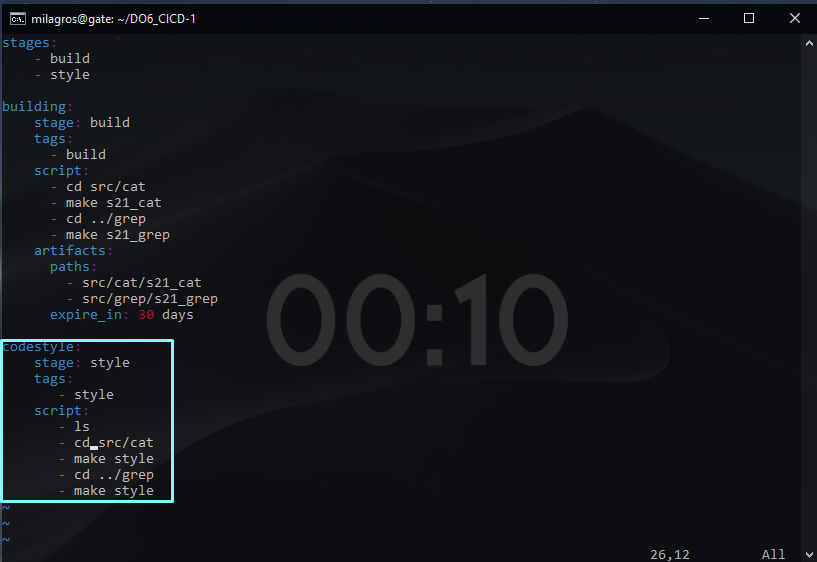 milagros@gate: ~/DO6_CICD-1
stages:
    - build
    - style

building:
    stage: build
    tags:
      - build
    script:
      - cd src/cat
      - make s21_cat
      - cd ../grep
      - make s21_grep
    artifacts:
      paths:
        - src/cat/s21_cat
        - src/grep/s21_grep
      expire_in: 30 days
00:10

codestyle:
    stage: style
    tags:
       - style
    script:
       - ls
       - cd src/cat
       - make style
       - cd ../grep
       - make style
~
~
~
26,12 All